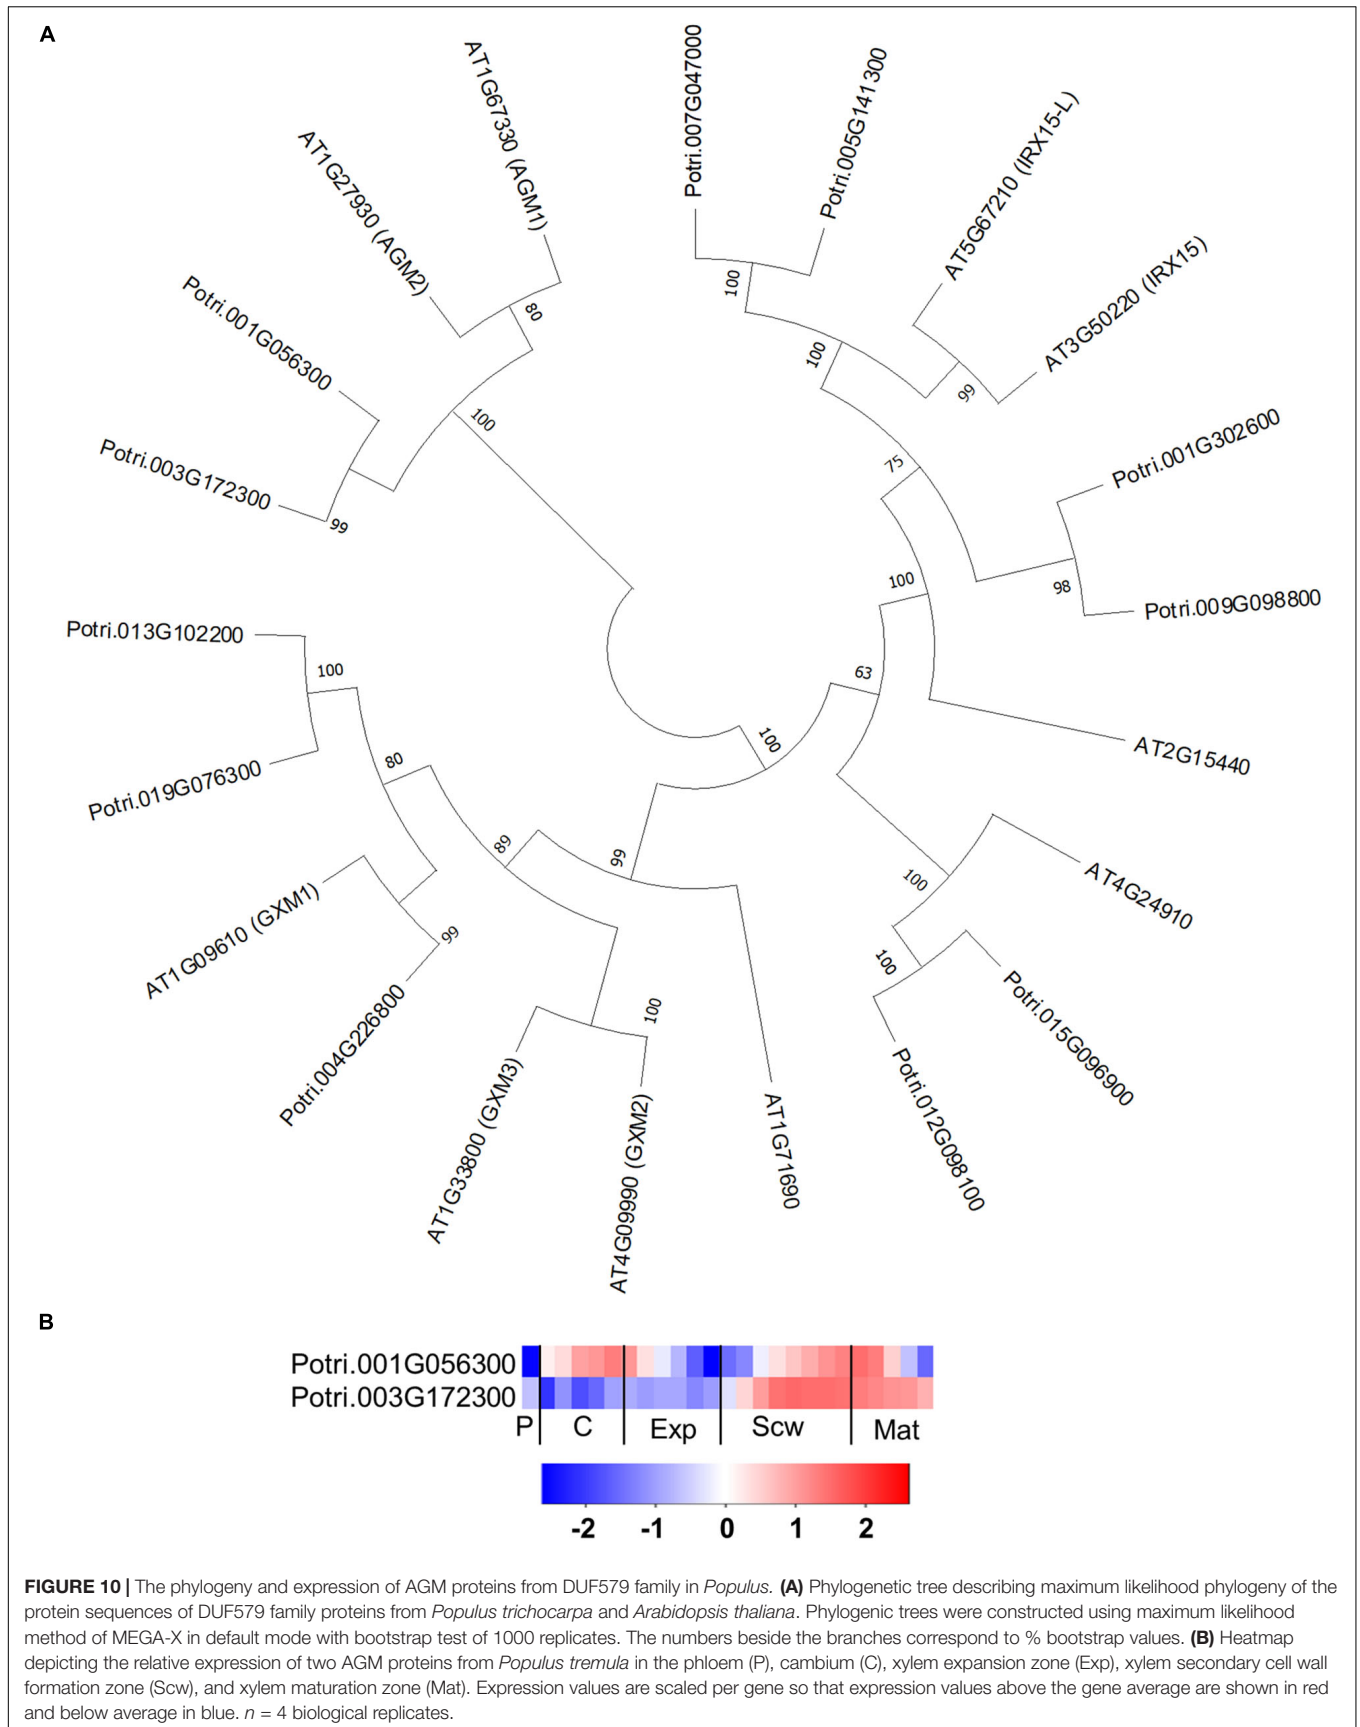 A
AT1G67330 (AGM1)
AT1G27930 (AGM2)
Potri.001G056300
Potri.003G172300
Potri.007G047000
Potri.005G141300
AT5G67210 (IRX15-L)
AT3G50220 (IRX15)
Potri.001G302600
Potri.009G098800
AT2G15440
AT4G24910
Potri.015G096900
Potri.012G098100
AT1G71690
AT4G09990 (GXM2)
AT1G33800 (GXM3)
Potri.004G226800
AT1G09610 (GXM1)
Potri.019G076300
Potri.013G102200
80
100
99
100
100
99
75
98
100
63
100
100
100
99
89
80
100
99
100
B
Potri.001G056300
Potri.003G172300
P C Exp Scw Mat
-2 -1 0 1 2
FIGURE 10 | The phylogeny and expression of AGM proteins from DUF579 family in Populus. (A) Phylogenetic tree describing maximum likelihood phylogeny of the
protein sequences of DUF579 family proteins from Populus trichocarpa and Arabidopsis thaliana. Phylogenic trees were constructed using maximum likelihood
method of MEGA-X in default mode with bootstrap test of 1000 replicates. The numbers beside the branches correspond to % bootstrap values. (B) Heatmap
depicting the relative expression of two AGM proteins from Populus tremula in the phloem (P), cambium (C), xylem expansion zone (Exp), xylem secondary cell wall
formation zone (Scw), and xylem maturation zone (Mat). Expression values are scaled per gene so that expression values above the gene average are shown in red
and below average in blue. n = 4 biological replicates.